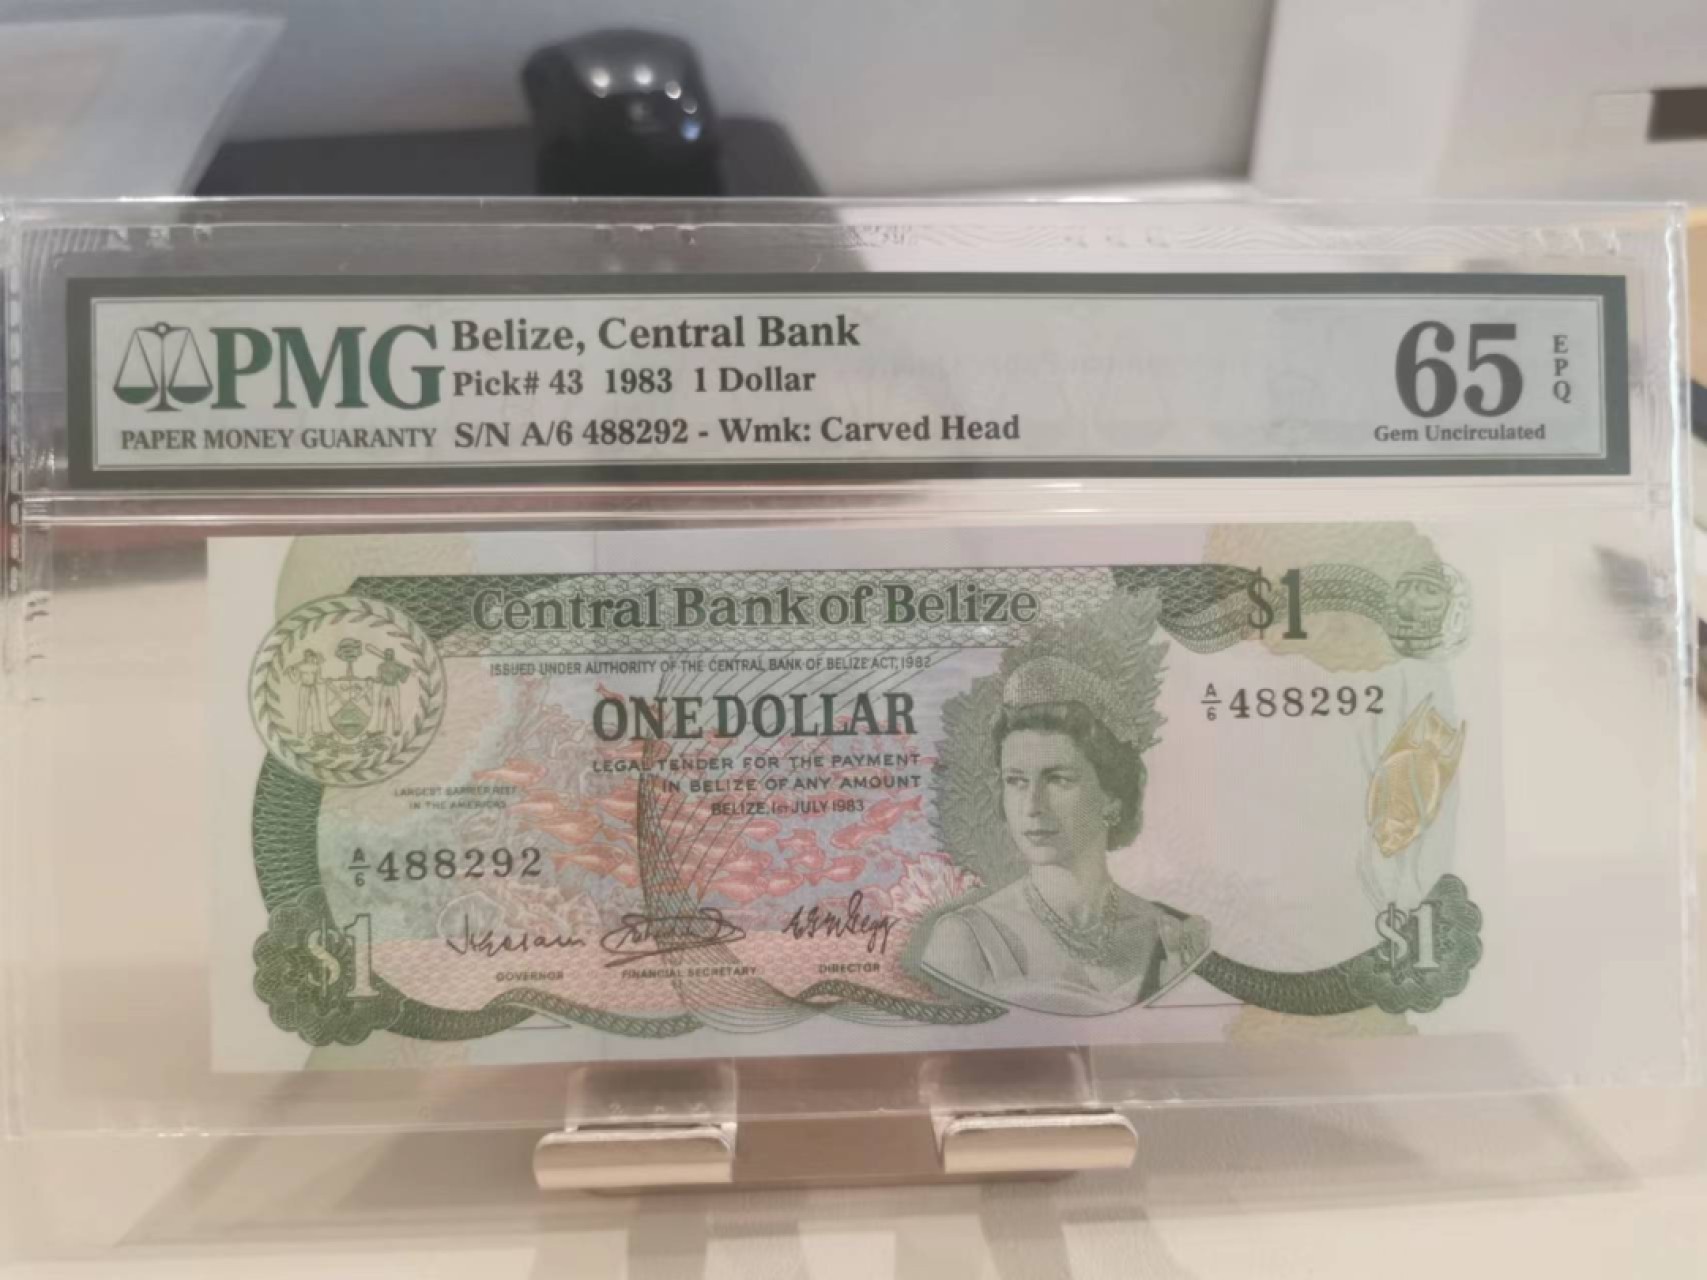 PMG
PAPER MONEY GUARANTY
Belize, Central Bank
Pick# 43 1983 1 Dollar
S/N A/6 488292 - Wmk: Carved Head
65
EPQ
Gem Uncirculated
Central Bank of Belize
$1
ISSUED UNDER AUTHORITY OF THE CENTRAL BANK OF BELIZE ACT, 1982
ONE DOLLAR
A/6 488292
LEGAL TENDER FOR THE PAYMENT
IN BELIZE OF ANY AMOUNT
BELIZE, 1st JULY 1983
LARGEST BARRIER REEF
IN THE AMERICAS
A/6 488292
$1
GOVERNOR
FINANCIAL SECRETARY
DIRECTOR
$1